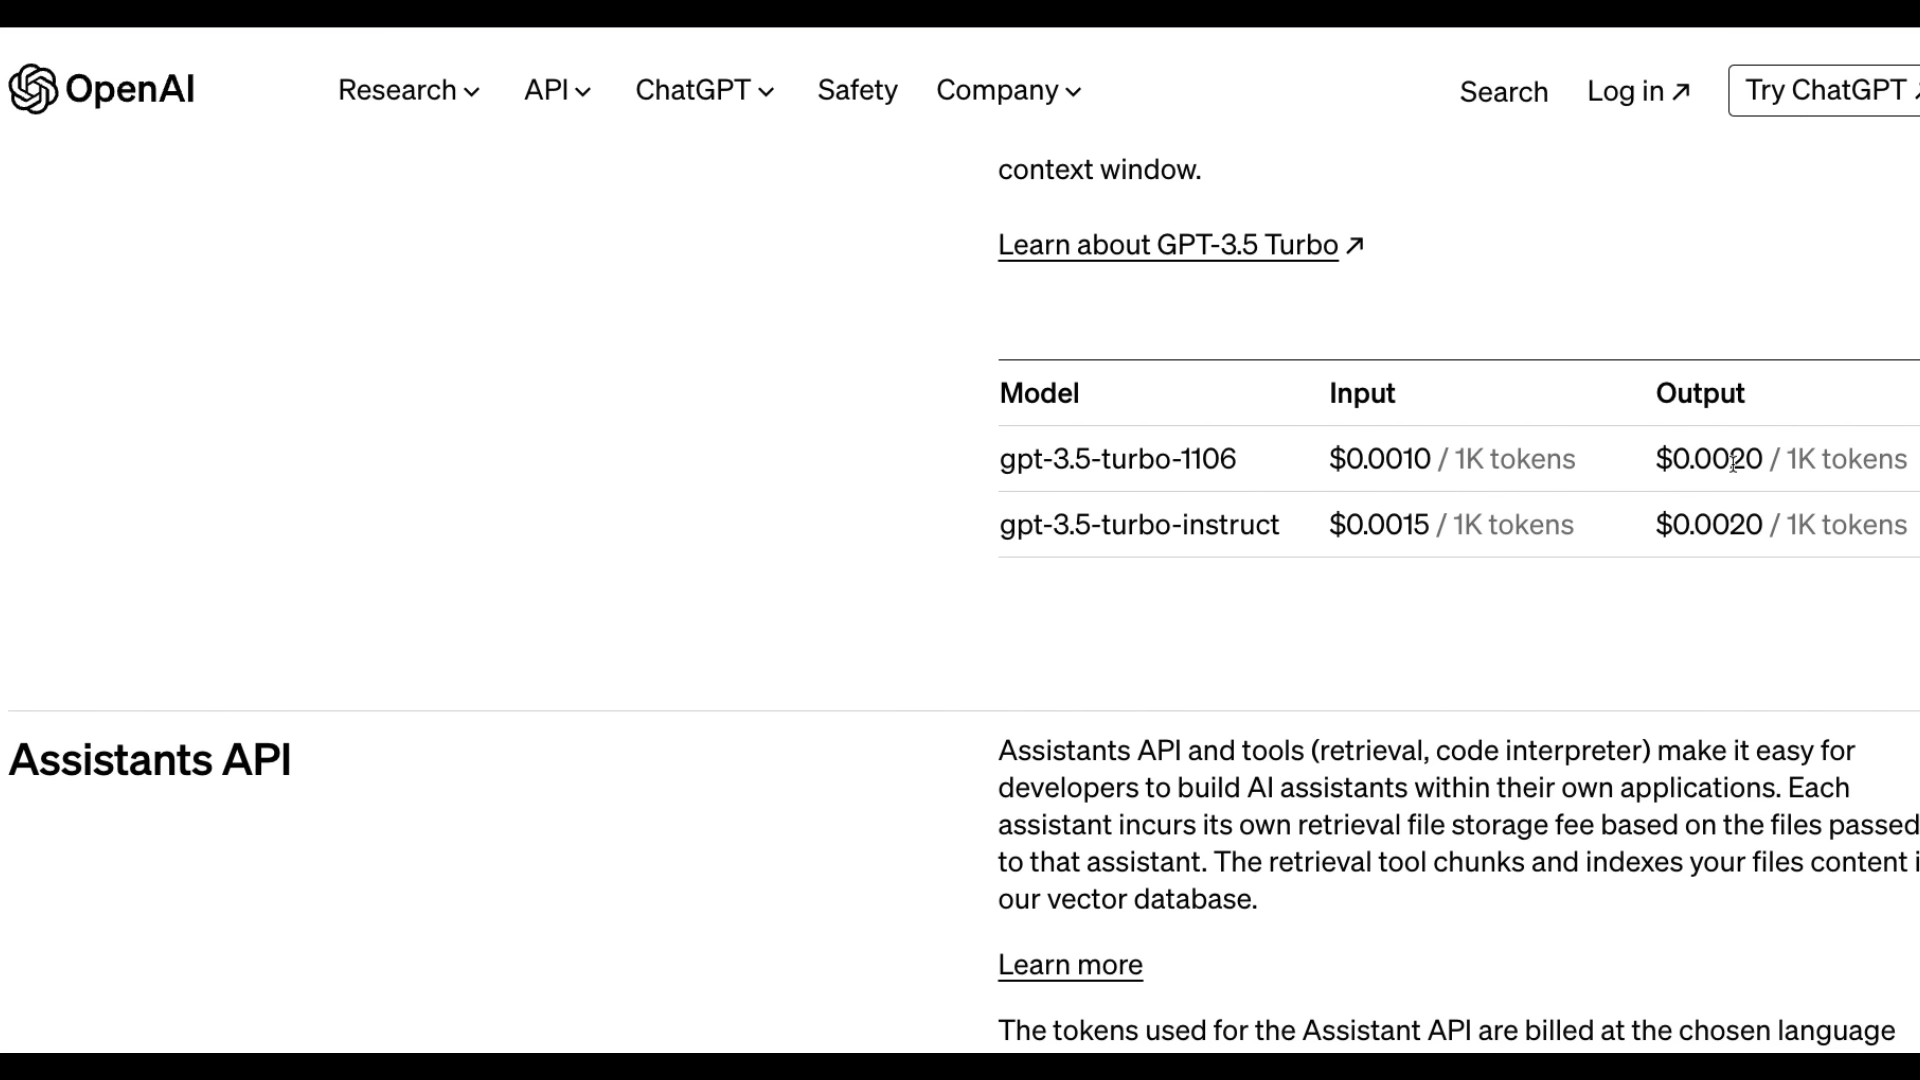 OpenAI Research API ChatGPT Safety Company Search Log in ↗ Try ChatGPT
context window.
Learn about GPT-3.5 Turbo ↗
Model Input Output
gpt-3.5-turbo-1106 $0.0010 / 1K tokens $0.0020 / 1K tokens
gpt-3.5-turbo-instruct $0.0015 / 1K tokens $0.0020 / 1K tokens
Assistants API
Assistants API and tools (retrieval, code interpreter) make it easy for
developers to build AI assistants within their own applications. Each
assistant incurs its own retrieval file storage fee based on the files passed
to that assistant. The retrieval tool chunks and indexes your files content
our vector database.
Learn more
The tokens used for the Assistant API are billed at the chosen language